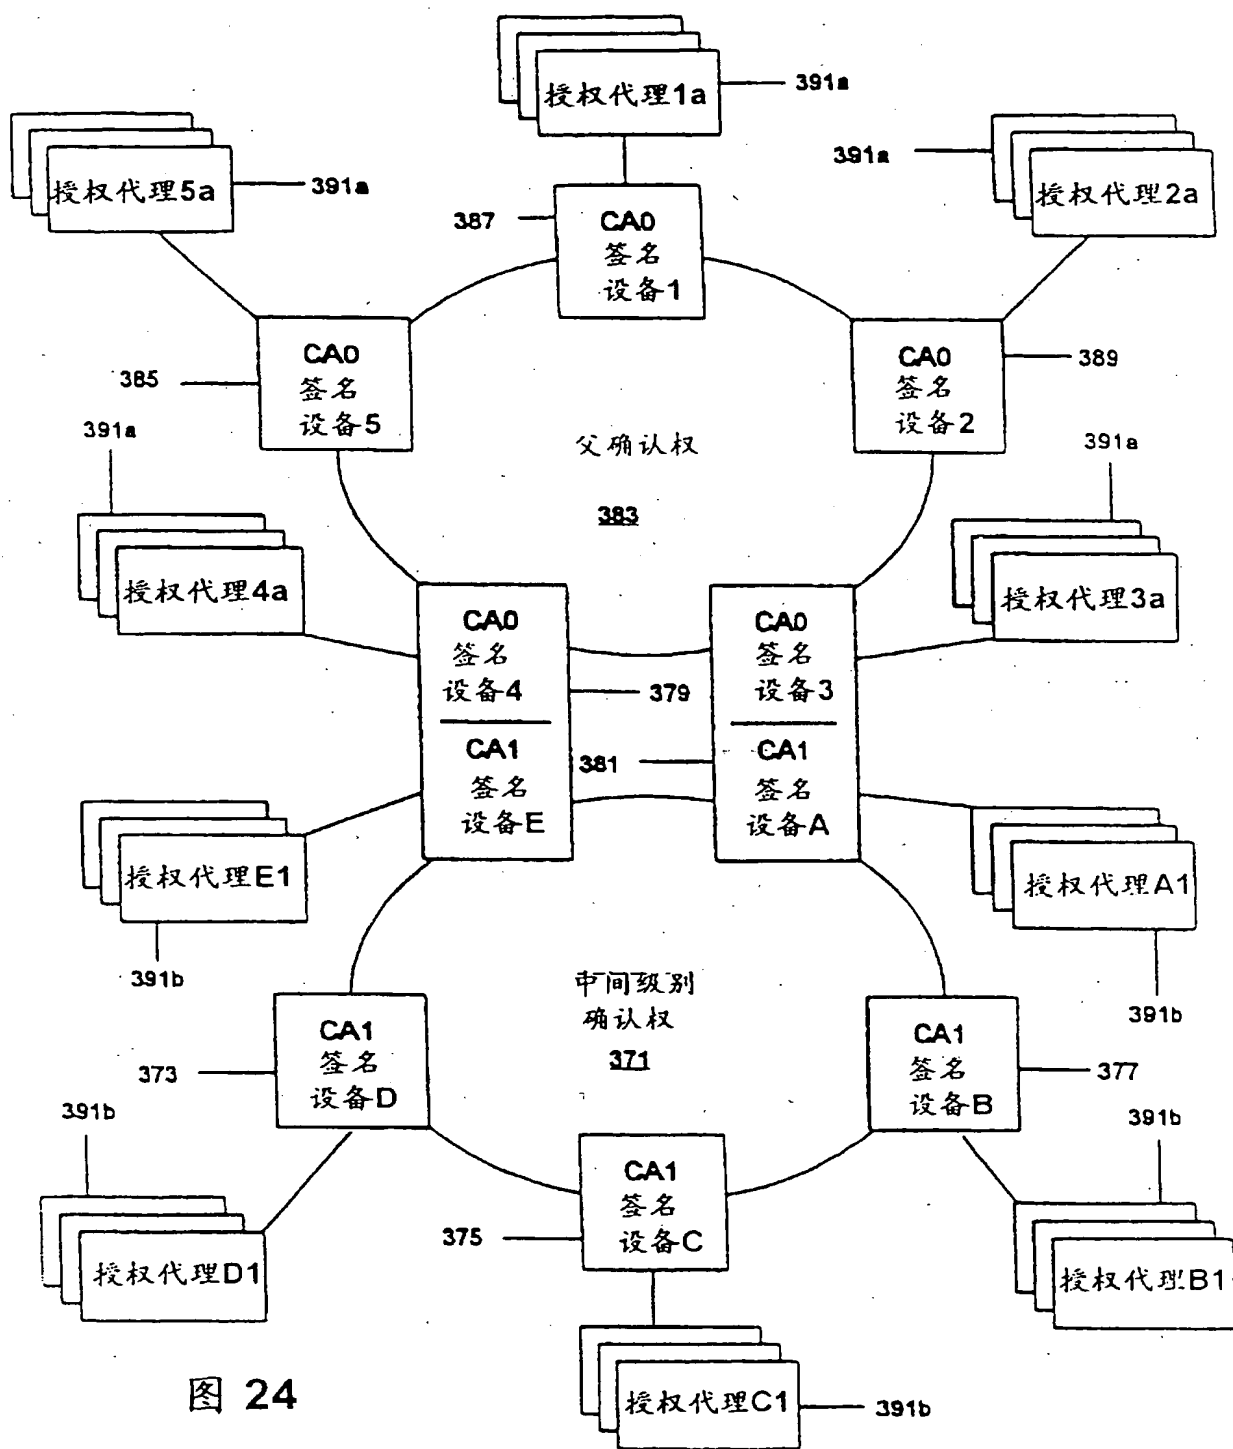 授权代理1a
391a
391a
授权代理5a
391a
授权代理2a
387
CA0
签名
设备1
385
CA0
签名
设备5
CA0
签名
设备2
389
391a
父确认权
383
391a
授权代理4a
授权代理3a
CA0
签名
设备4
379
CA0
签名
设备3
CA1
签名
设备E
381
CA1
签名
设备A
授权代理E1
391b
授权代理A1
391b
中间级别
确认权
371
373
CA1
签名
设备D
CA1
签名
设备B
377
391b
391b
授权代理D1
375
CA1
签名
设备C
授权代理B1
授权代理C1
391b
图 24